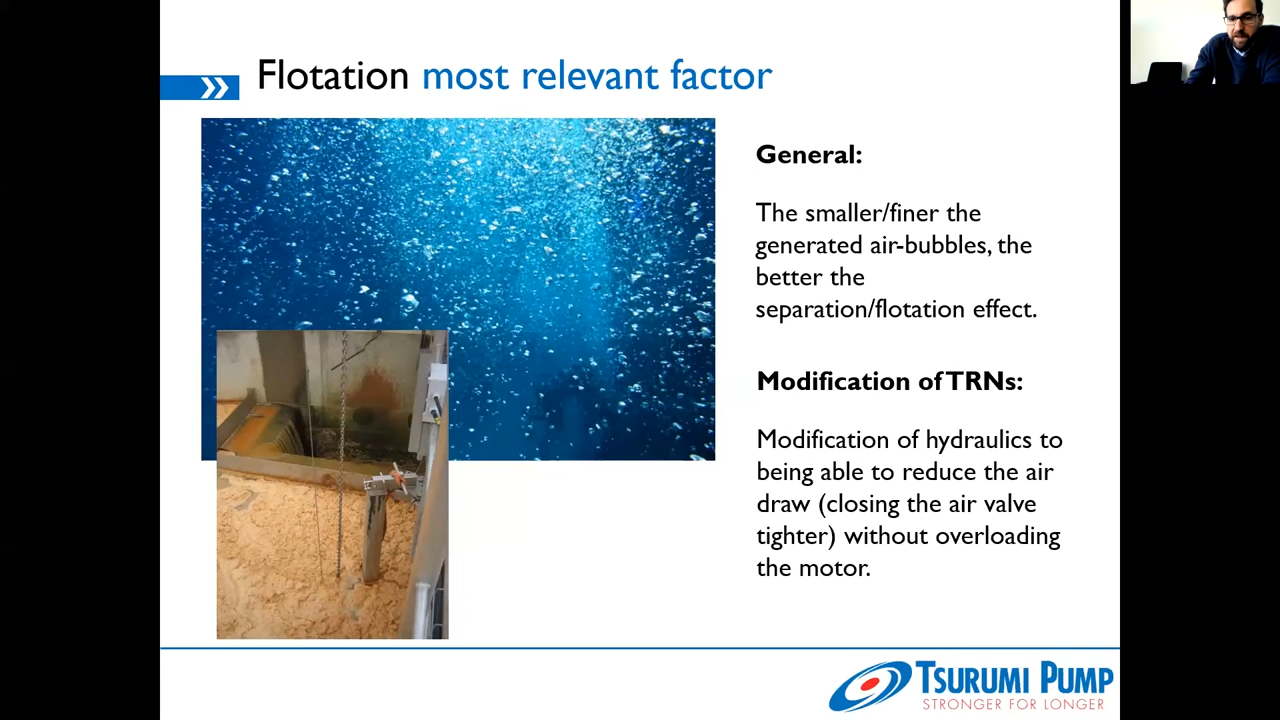 Flotation most relevant factor
General:
The smaller/finer the
generated air-bubbles, the
better the
separation/flotation effect.
Modification of TRNs:
Modification of hydraulics to
being able to reduce the air
draw (closing the air valve
tighter) without overloading
the motor.
TSURUMI PUMP
STRONGER FOR LONGER